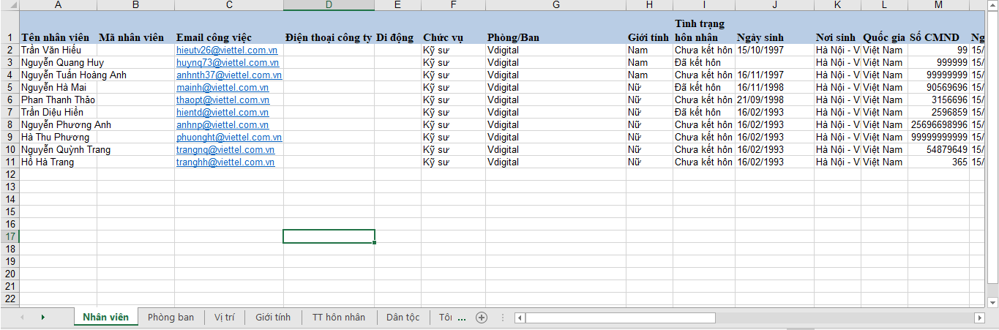 A B C D E F G H I J K L M
1 Tên nhân viên Mã nhân viên Email công việc Điện thoại công ty Di động Chức vụ Phòng/Ban Giới tính Tình trạng hôn nhân Ngày sinh Nơi sinh Quốc gia Số CMND Ng
2 Trần Văn Hiếu hieutv26@viettel.com.vn Kỹ sư Vdigital Nam Chưa kết hôn 15/10/1997 Hà Nội - V Việt Nam 99 15/
3 Nguyễn Quang Huy huynq73@viettel.com.vn Kỹ sư Vdigital Nam Đã kết hôn Hà Nội - V Việt Nam 999999 15/
4 Nguyễn Tuấn Hoàng Anh anhnth37@viettel.com.vn Kỹ sư Vdigital Nam Chưa kết hôn 16/11/1997 Hà Nội - V Việt Nam 99999999 15/
5 Nguyễn Hà Mai mainh@viettel.com.vn Kỹ sư Vdigital Nữ Đã kết hôn 16/11/1998 Hà Nội - V Việt Nam 90569696 15/
6 Phan Thanh Thảo thaopt@viettel.com.vn Kỹ sư Vdigital Nữ Chưa kết hôn 21/09/1998 Hà Nội - V Việt Nam 3156696 15/
7 Trần Diệu Hiền hientd@viettel.com.vn Kỹ sư Vdigital Nữ Đã kết hôn 16/02/1993 Hà Nội - V Việt Nam 2596859 15/
8 Nguyễn Phương Anh anhnp@viettel.com.vn Kỹ sư Vdigital Nữ Chưa kết hôn 16/02/1993 Hà Nội - V Việt Nam 25696698996 15/
9 Hà Thu Phương phuonght@viettel.com.vn Kỹ sư Vdigital Nữ Chưa kết hôn 16/02/1993 Hà Nội - V Việt Nam 99999999999 15/
10 Nguyễn Quỳnh Trang trangnq@viettel.com.vn Kỹ sư Vdigital Nữ Chưa kết hôn 16/02/1993 Hà Nội - V Việt Nam 54879649 15/
11 Hồ Hà Trang tranghh@viettel.com.vn Kỹ sư Vdigital Nữ Chưa kết hôn 16/02/1993 Hà Nội - V Việt Nam 365 15/
12
13
14
15
16
17
18
19
20
21
22
Nhân viên Phòng ban Vị trí Giới tính TT hôn nhân Dân tộc Tôn ...